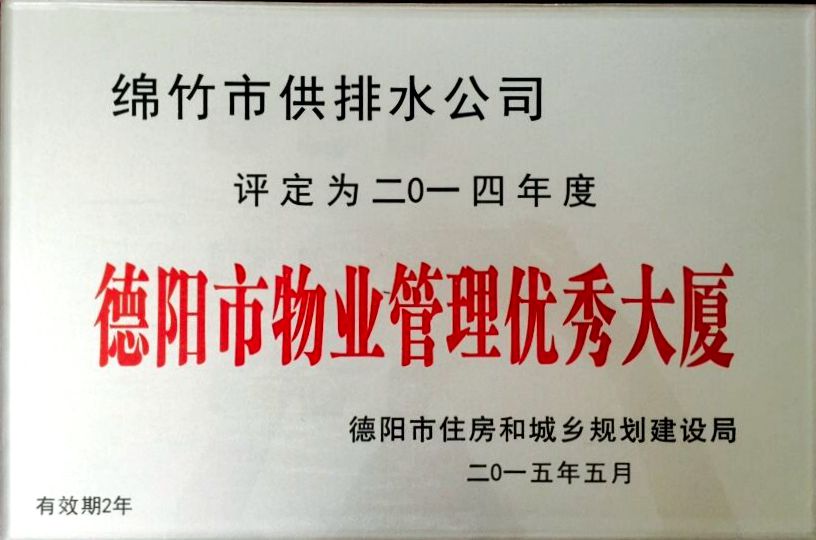 绵竹市供排水公司
评定为二0一四年度
德阳市物业管理优秀大厦
德阳市住房和城乡规划建设局
二0一五年五月
有效期2年